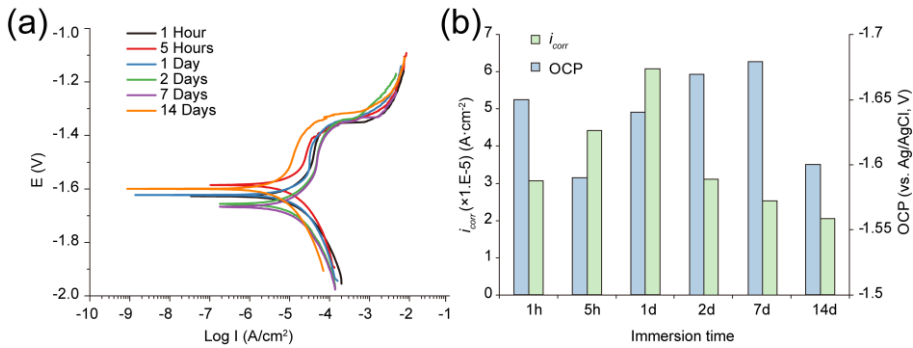 (a)
-1.0
-1.2
-1.4
-1.6
-1.8
-2.0
E (V)
1 Hour
5 Hours
1 Day
2 Days
7 Days
14 Days
-10 -9 -8 -7 -6 -5 -4 -3 -2 -1
Log I (A/cm²)
(b)
7
6
5
4
3
2
1
0
i_corr (×1.E-5) (A·cm⁻²)
i_corr
OCP
-1.7
-1.65
-1.6
-1.55
-1.5
OCP (vs. Ag/AgCl, V)
1h 5h 1d 2d 7d 14d
Immersion time